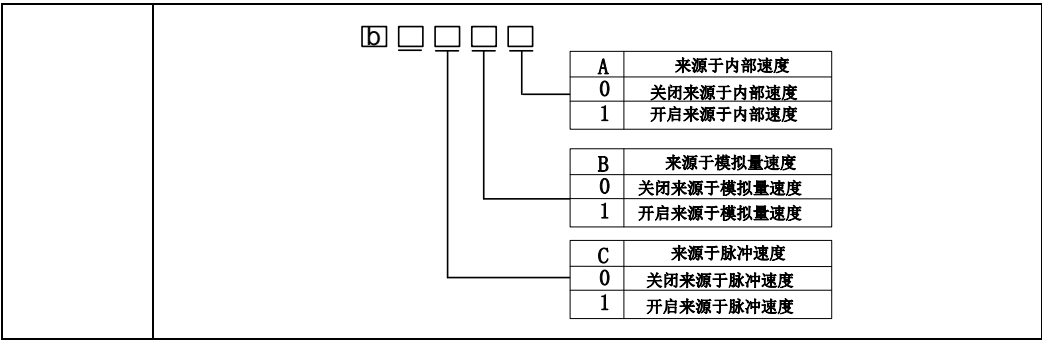 b
A 来源于内部速度
0 关闭来源于内部速度
1 开启来源于内部速度
B 来源于模拟量速度
0 关闭来源于模拟量速度
1 开启来源于模拟量速度
C 来源于脉冲速度
0 关闭来源于脉冲速度
1 开启来源于脉冲速度